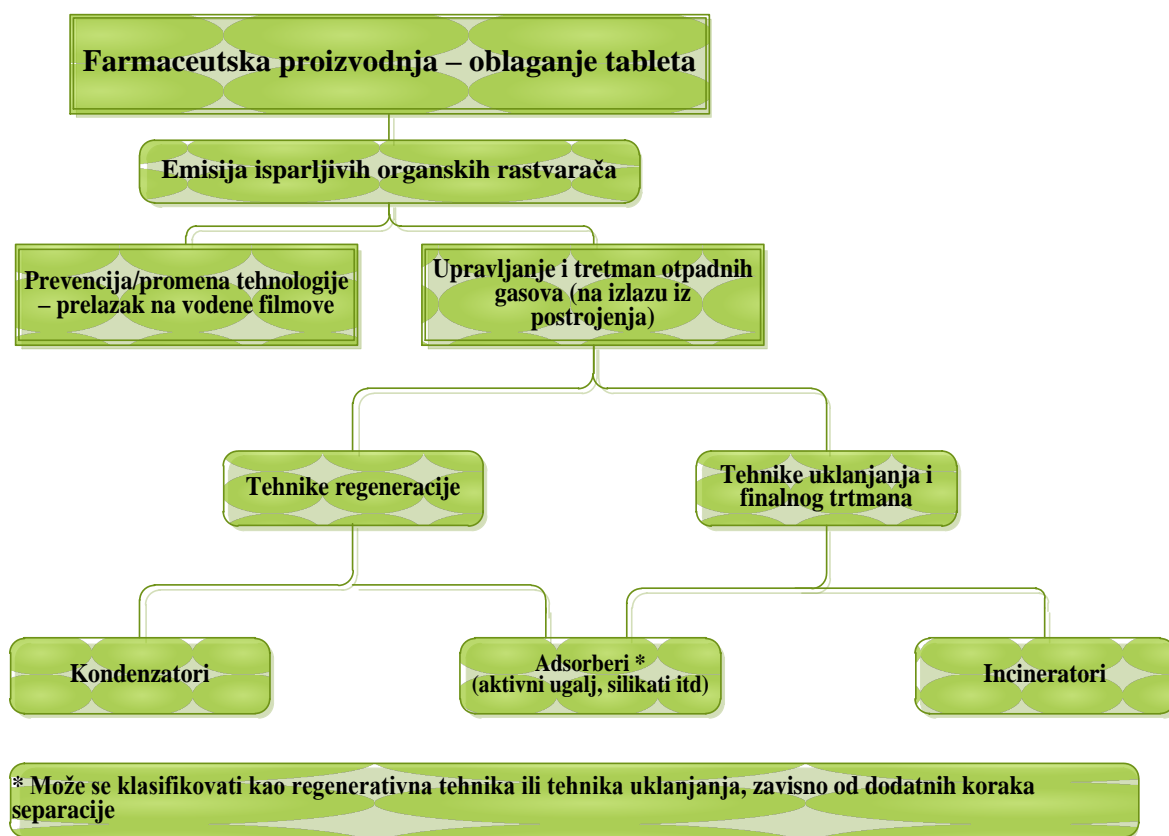 Farmaceutska proizvodnja – oblaganje tableta
Emisija isparljivih organskih rastvarača
Prevencija/promena tehnologije
– prelazak na vodene filmove
Upravljanje i tretman otpadnih
gasova (na izlazu iz
postrojenja)
Tehnike regeneracije
Tehnike uklanjanja i
finalnog trtmana
Kondenzatori
Adsorberi *
(aktivni ugalj, silikati itd)
Incineratori
* Može se klasifikovati kao regenerativna tehnika ili tehnika uklanjanja, zavisno od dodatnih koraka
separacije